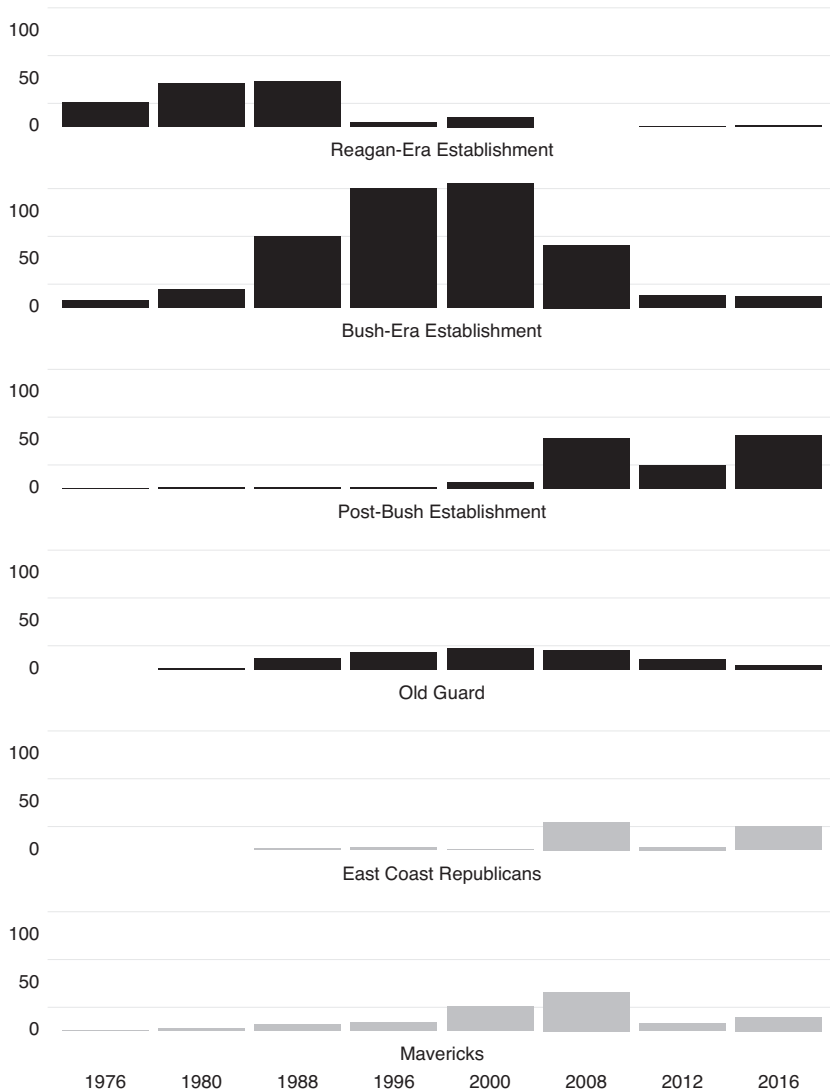 100
50
0
Reagan-Era Establishment
100
50
0
Bush-Era Establishment
100
50
0
Post-Bush Establishment
100
50
0
Old Guard
100
50
0
East Coast Republicans
100
50
0
Mavericks
1976 1980 1988 1996 2000 2008 2012 2016